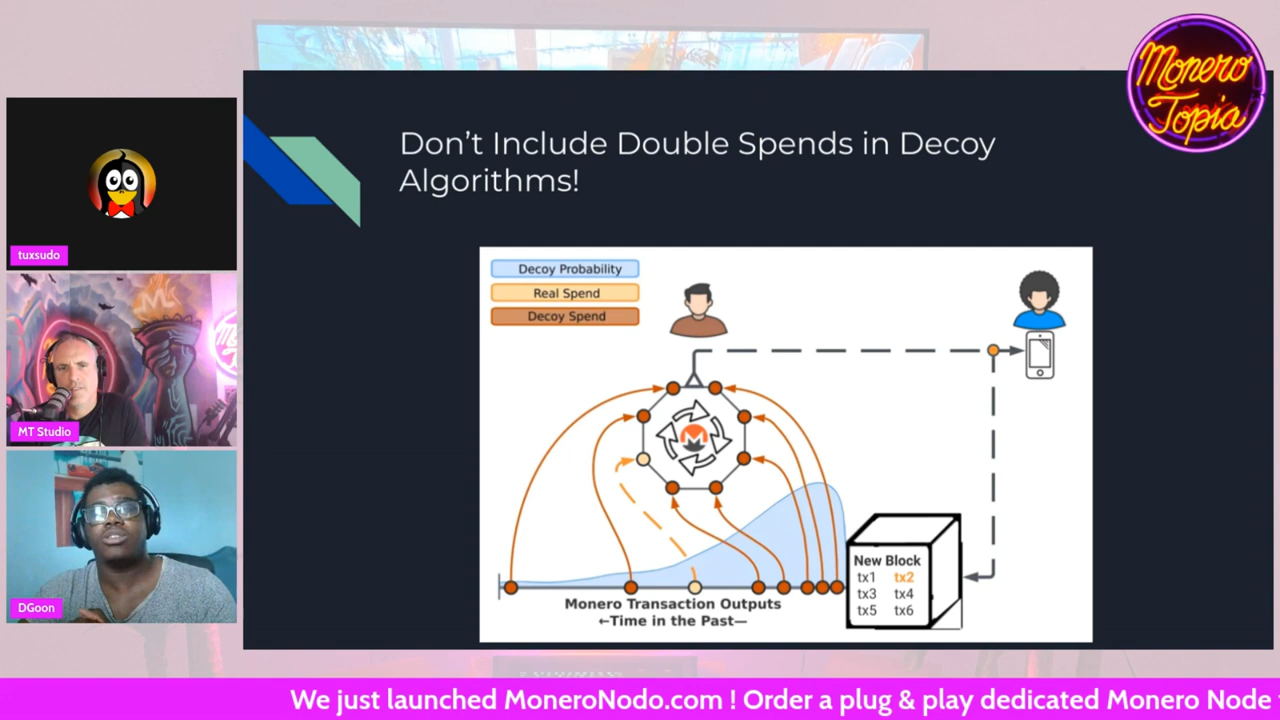 Monero
Topia
Don't Include Double Spends in Decoy
Algorithms!
tuxsudo
MT Studio
DGoon
Decoy Probability
Real Spend
Decoy Spend
New Block
tx1 tx2
tx3 tx4
tx5 tx6
Monero Transaction Outputs
←Time in the Past—
We just launched MoneroNodo.com ! Order a plug & play dedicated Monero Node